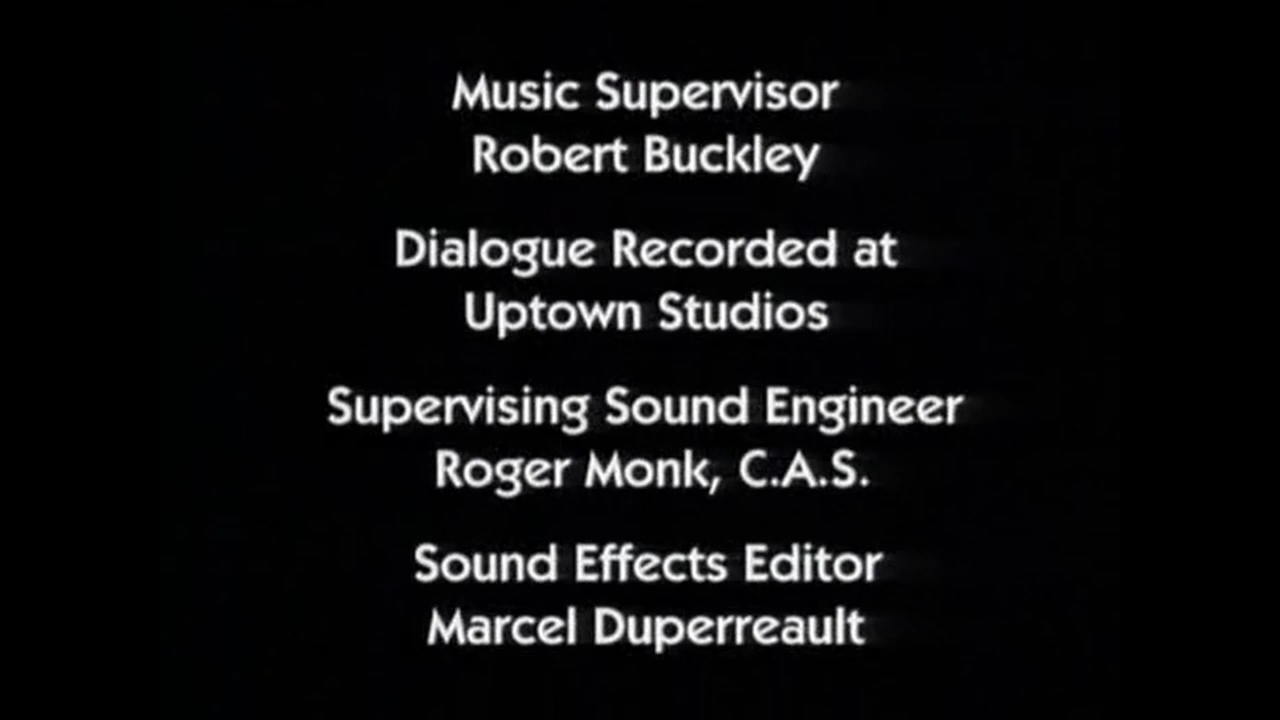 Music Supervisor
Robert Buckley
Dialogue Recorded at
Uptown Studios
Supervising Sound Engineer
Roger Monk, C.A.S.
Sound Effects Editor
Marcel Duperreault